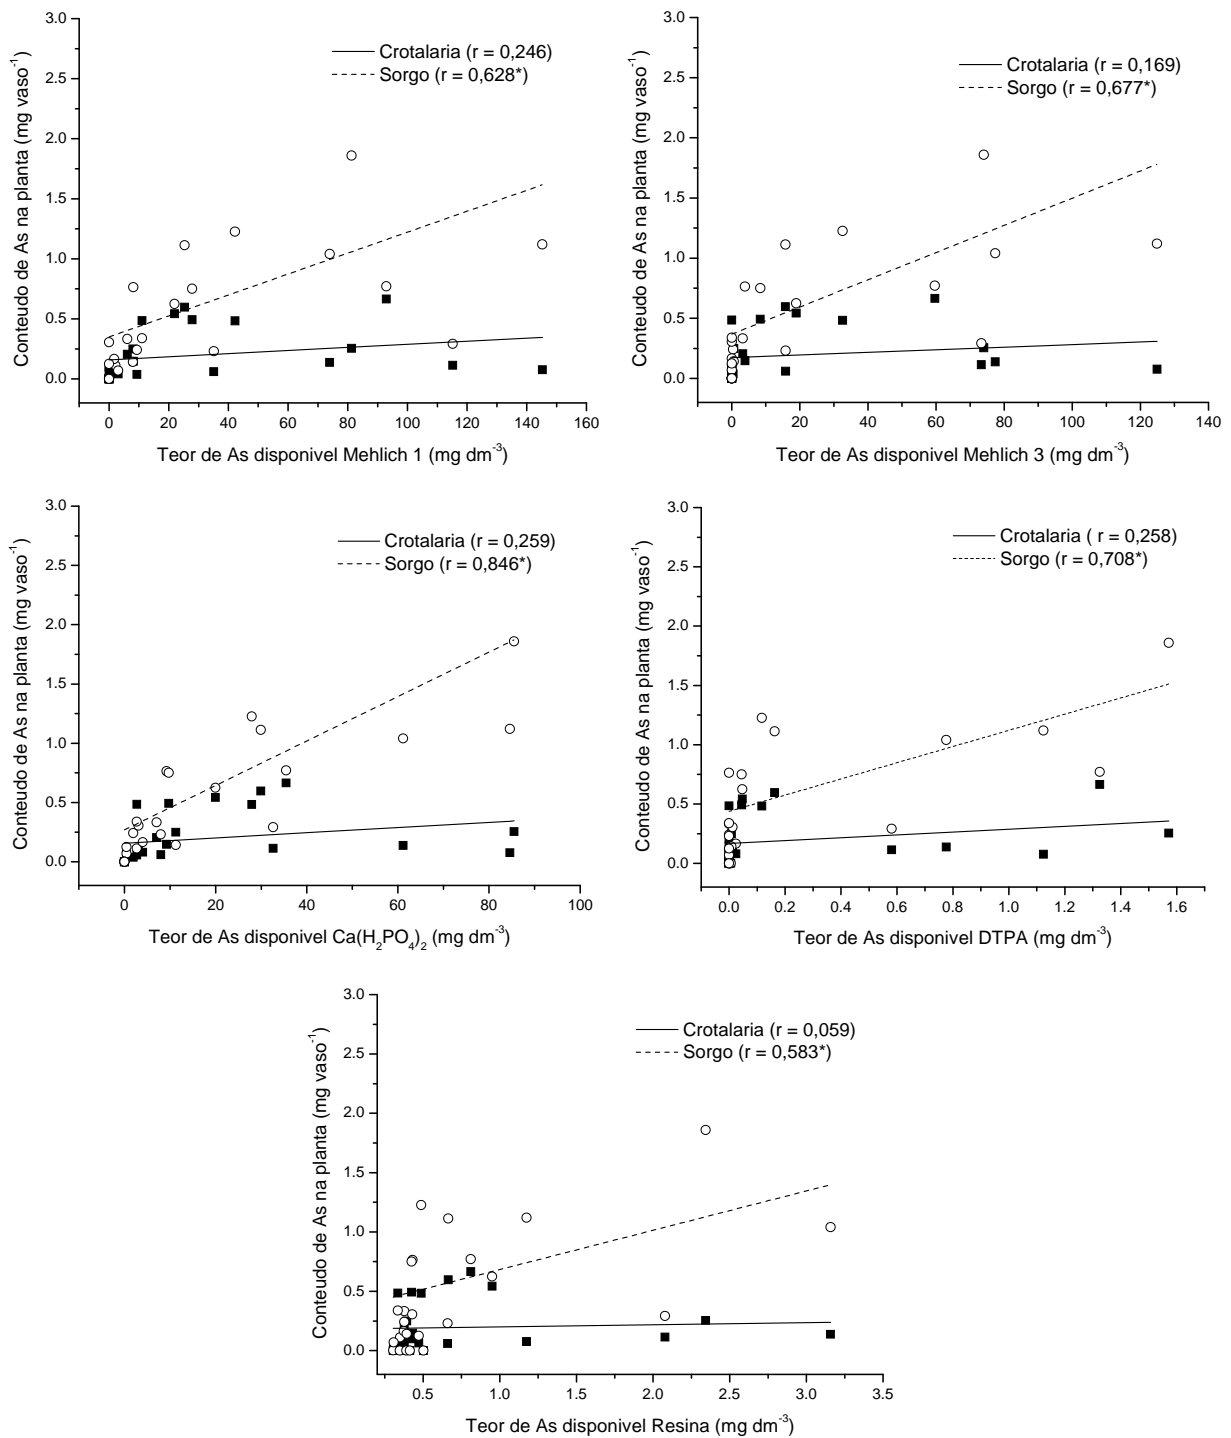 Crotalaria (r = 0,246)
Sorgo (r = 0,628*)
3.0
2.5
2.0
1.5
1.0
0.5
0.0
0 20 40 60 80 100 120 140 160
Conteudo de As na planta (mg vaso⁻¹)
Teor de As disponivel Mehlich 1 (mg dm⁻³)
Crotalaria (r = 0,169)
Sorgo (r = 0,677*)
3.0
2.5
2.0
1.5
1.0
0.5
0.0
0 20 40 60 80 100 120 140
Conteudo de As na planta (mg vaso⁻¹)
Teor de As disponivel Mehlich 3 (mg dm⁻³)
Crotalaria (r = 0,259)
Sorgo (r = 0,846*)
3.0
2.5
2.0
1.5
1.0
0.5
0.0
0 20 40 60 80 100
Conteudo de As na planta (mg vaso⁻¹)
Teor de As disponivel Ca(H₂PO₄)₂ (mg dm⁻³)
Crotalaria ( r = 0,258)
Sorgo (r = 0,708*)
3.0
2.5
2.0
1.5
1.0
0.5
0.0
0.0 0.2 0.4 0.6 0.8 1.0 1.2 1.4 1.6
Conteudo de As na planta (mg vaso⁻¹)
Teor de As disponivel DTPA (mg dm⁻³)
Crotalaria (r = 0,059)
Sorgo (r = 0,583*)
3.0
2.5
2.0
1.5
1.0
0.5
0.0
0.5 1.0 1.5 2.0 2.5 3.0 3.5
Conteudo de As na planta (mg vaso⁻¹)
Teor de As disponivel Resina (mg dm⁻³)